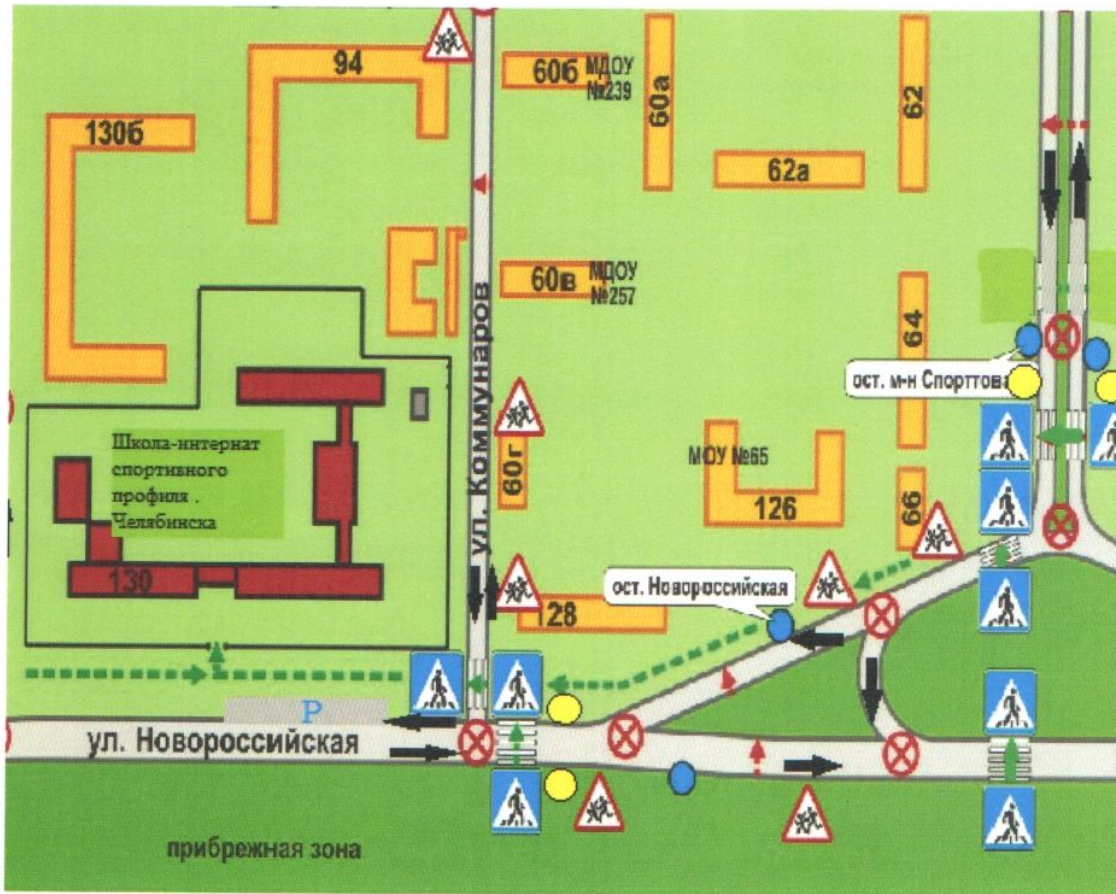 94
60б
МДОУ
№239
60а
62
130б
62а
60в
МДОУ
№257
ул. Коммунаров
64
ост. м-н Спорттова
Школа-интернат
спортивного
профиля .
Челябинска
60г
МОУ №65
126
66
130
ост. Новороссийская
128
P
ул. Новороссийская
прибрежная зона